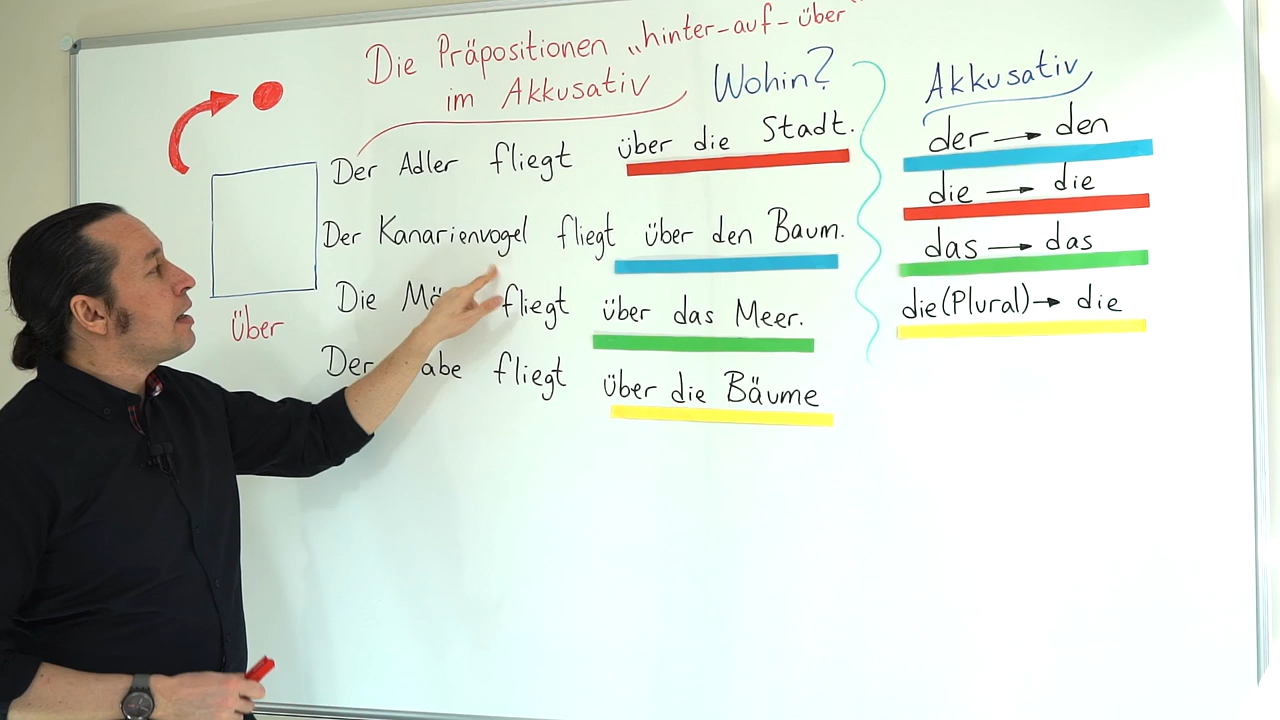 Die Präpositionen „hinter-auf-über“
im Akkusativ
Wohin?
Der Adler fliegt über die Stadt.
Der Kanarienvogel fliegt über den Baum.
Die fliegt über das Meer.
Der fliegt über die Bäume
über
Akkusativ
der → den
die → die
das → das
die (Plural) → die